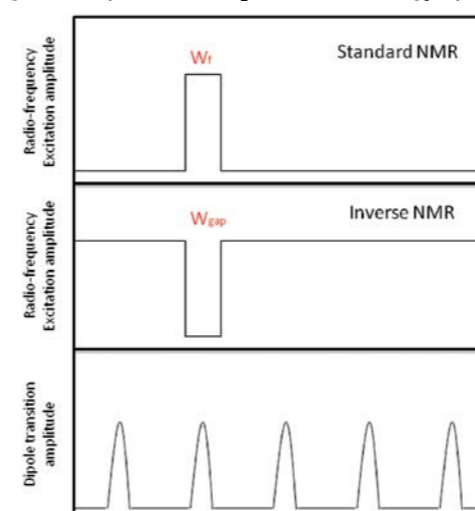 Standard NMR
Wf
Radio-frequency
Excitation amplitude
Inverse NMR
Wgap
Radio-frequency
Excitation amplitude
Dipole transition
amplitude